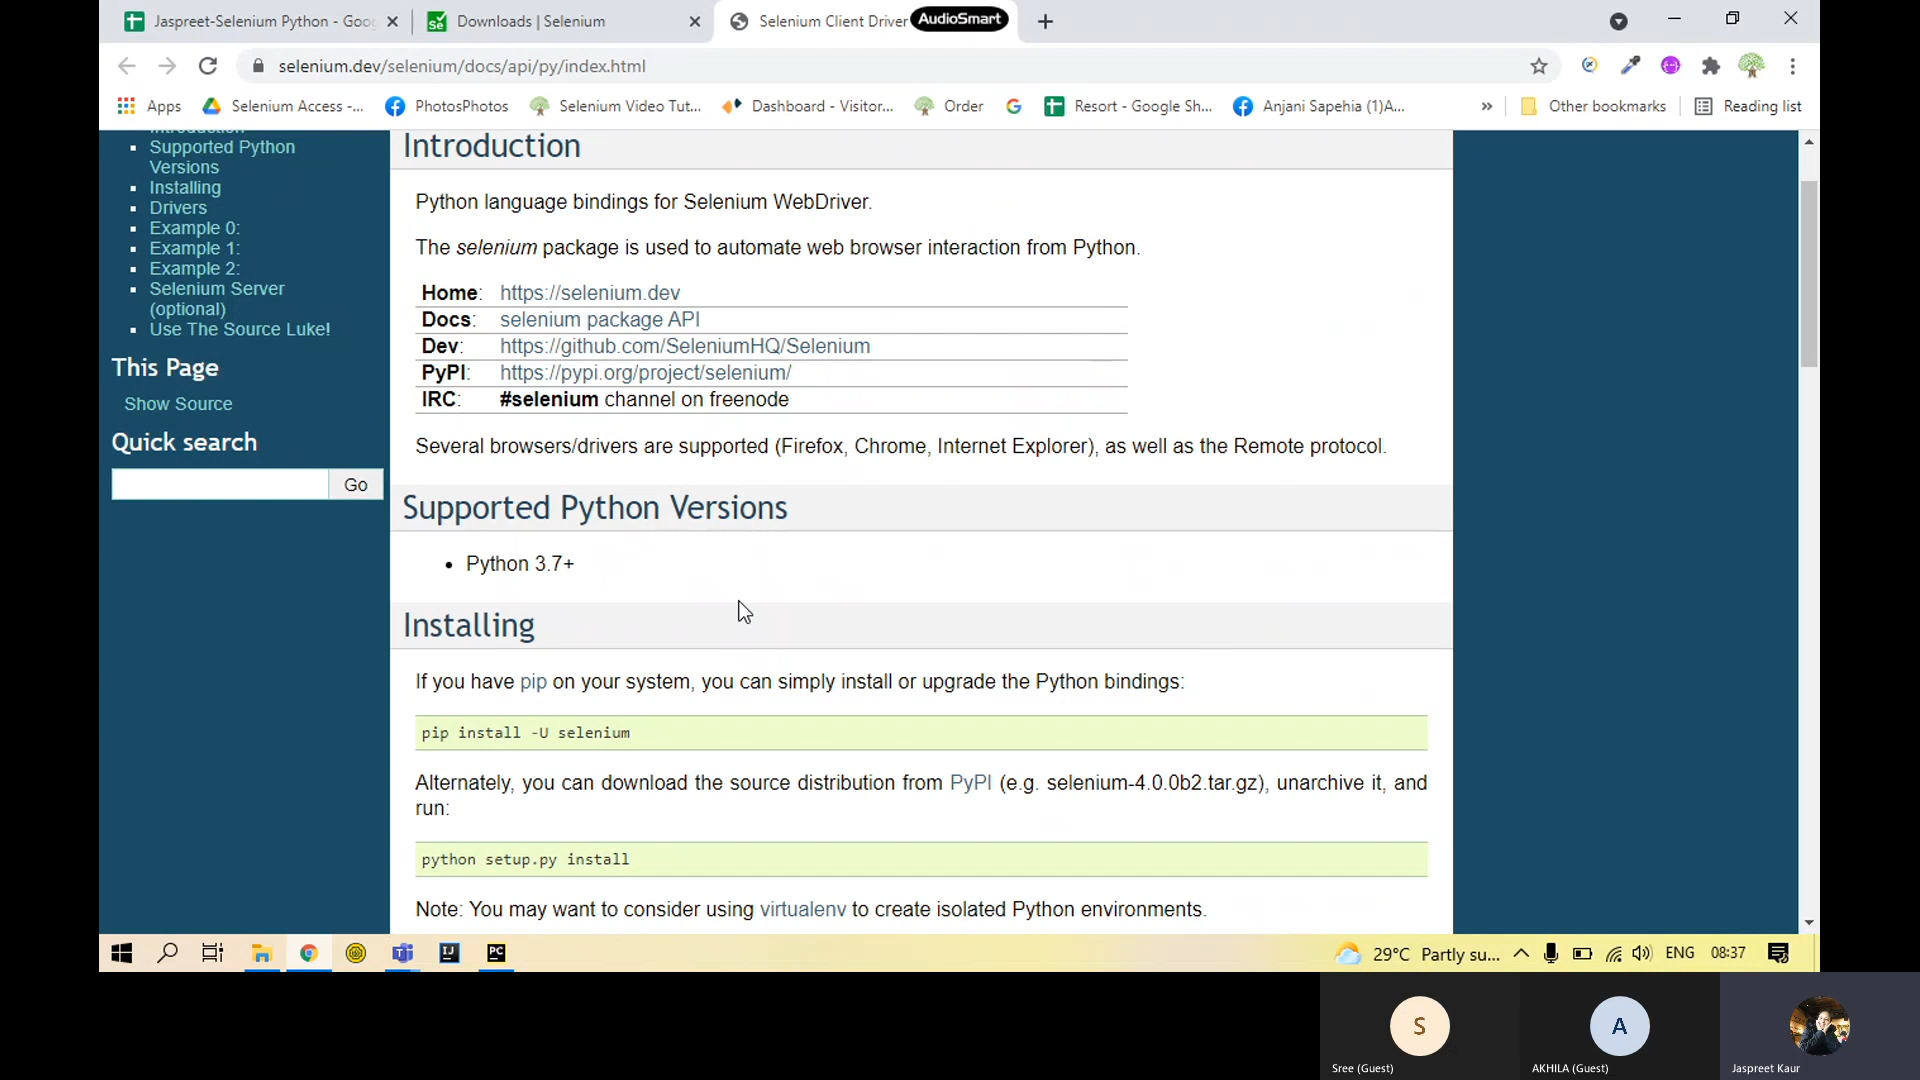 Jaspreet-Selenium Python - Goo
Downloads | Selenium
Selenium Client Driver
AudioSmart
selenium.dev/selenium/docs/api/py/index.html
Apps
Selenium Access -...
PhotosPhotos
Selenium Video Tut...
Dashboard - Visitor...
Order
Resort - Google Sh...
Anjani Sapehia (1)A...
»
Other bookmarks
Reading list
Introduction
Supported Python
Versions
Installing
Drivers
Example 0:
Example 1:
Example 2:
Selenium Server
(optional)
Use The Source Luke!
This Page
Show Source
Quick search
Go
Introduction
Python language bindings for Selenium WebDriver.
The selenium package is used to automate web browser interaction from Python.
Home: https://selenium.dev
Docs: selenium package API
Dev: https://github.com/SeleniumHQ/Selenium
PyPI: https://pypi.org/project/selenium/
IRC: #selenium channel on freenode
Several browsers/drivers are supported (Firefox, Chrome, Internet Explorer), as well as the Remote protocol.
Supported Python Versions
Python 3.7+
Installing
If you have pip on your system, you can simply install or upgrade the Python bindings:
pip install -U selenium
Alternately, you can download the source distribution from PyPI (e.g. selenium-4.0.0b2.tar.gz), unarchive it, and
run:
python setup.py install
Note: You may want to consider using virtualenv to create isolated Python environments.
29°C Partly su...
ENG
08:37
S
Sree (Guest)
A
AKHILA (Guest)
Jaspreet Kaur